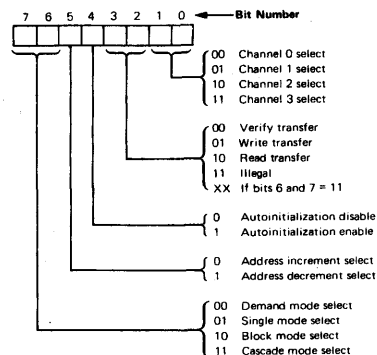 7 6 5 4 3 2 1 0 Bit Number
00 Channel 0 select
01 Channel 1 select
10 Channel 2 select
11 Channel 3 select
00 Verify transfer
01 Write transfer
10 Read transfer
11 Illegal
XX If bits 6 and 7 = 11
0 Autoinitialization disable
1 Autoinitialization enable
0 Address increment select
1 Address decrement select
00 Demand mode select
01 Single mode select
10 Block mode select
11 Cascade mode select